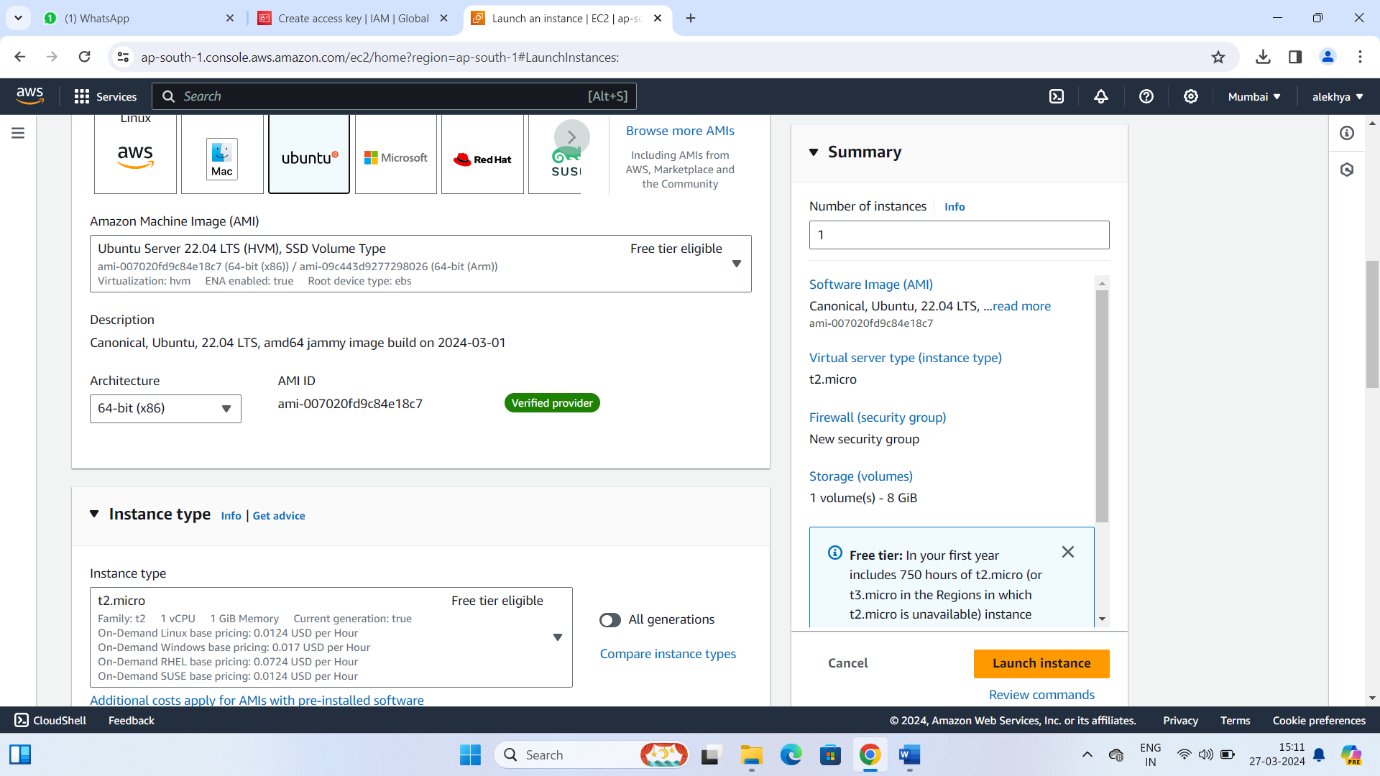 (1) WhatsApp
Create access key | IAM | Global
Launch an instance | EC2 | ap-so
ap-south-1.console.aws.amazon.com/ec2/home?region=ap-south-1#LaunchInstances:
aws
Services
Search
[Alt+S]
Mumbai
alekhya
Linux
aws
Mac
ubuntu
Microsoft
Red Hat
SUS
Browse more AMIs
Including AMIs from
AWS, Marketplace and
the Community
Amazon Machine Image (AMI)
Ubuntu Server 22.04 LTS (HVM), SSD Volume Type
Free tier eligible
ami-007020fd9c84e18c7 (64-bit (x86)) / ami-09c443d9277298026 (64-bit (Arm))
Virtualization: hvm ENA enabled: true Root device type: ebs
Description
Canonical, Ubuntu, 22.04 LTS, amd64 jammy image build on 2024-03-01
Architecture
AMI ID
64-bit (x86)
ami-007020fd9c84e18c7
Verified provider
Instance type
Info | Get advice
Instance type
t2.micro
Free tier eligible
Family: t2 1 vCPU 1 GiB Memory Current generation: true
On-Demand Linux base pricing: 0.0124 USD per Hour
On-Demand Windows base pricing: 0.017 USD per Hour
On-Demand RHEL base pricing: 0.0724 USD per Hour
On-Demand SUSE base pricing: 0.0124 USD per Hour
All generations
Compare instance types
Additional costs apply for AMIs with pre-installed software
Summary
Number of instances
Info
1
Software Image (AMI)
Canonical, Ubuntu, 22.04 LTS, ...read more
ami-007020fd9c84e18c7
Virtual server type (instance type)
t2.micro
Firewall (security group)
New security group
Storage (volumes)
1 volume(s) - 8 GiB
Free tier: In your first year
includes 750 hours of t2.micro (or
t3.micro in the Regions in which
t2.micro is unavailable) instance
Cancel
Launch instance
Review commands
CloudShell
Feedback
© 2024, Amazon Web Services, Inc. or its affiliates.
Privacy
Terms
Cookie preferences
Search
ENG
IN
15:11
27-03-2024
PRE